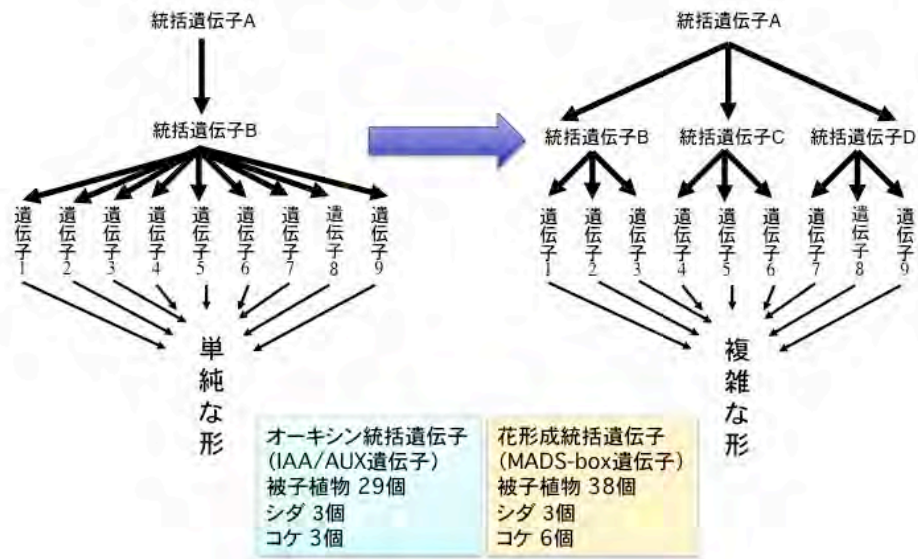 統括遺伝子A
統括遺伝子B
遺伝子1
遺伝子2
遺伝子3
遺伝子4
遺伝子5
遺伝子6
遺伝子7
遺伝子8
遺伝子9
単純な形
統括遺伝子A
統括遺伝子B
統括遺伝子C
統括遺伝子D
遺伝子1
遺伝子2
遺伝子3
遺伝子4
遺伝子5
遺伝子6
遺伝子7
遺伝子8
遺伝子9
複雑な形
オーキシン統括遺伝子
(IAA/AUX遺伝子)
被子植物 29個
シダ 3個
コケ 3個
花形成統括遺伝子
(MADS-box遺伝子)
被子植物 38個
シダ 3個
コケ 6個